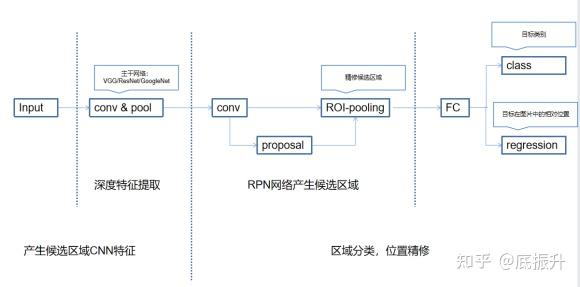 目标类别
主干网络:
VGG/ResNet/GoogleNet
精修候选区域
class
目标在图片中的相对位置
Input
conv & pool
conv
ROI-pooling
FC
proposal
regression
深度特征提取
RPN网络产生候选区域
产生候选区域CNN特征
区域分类，位置精修
知乎 @底振升